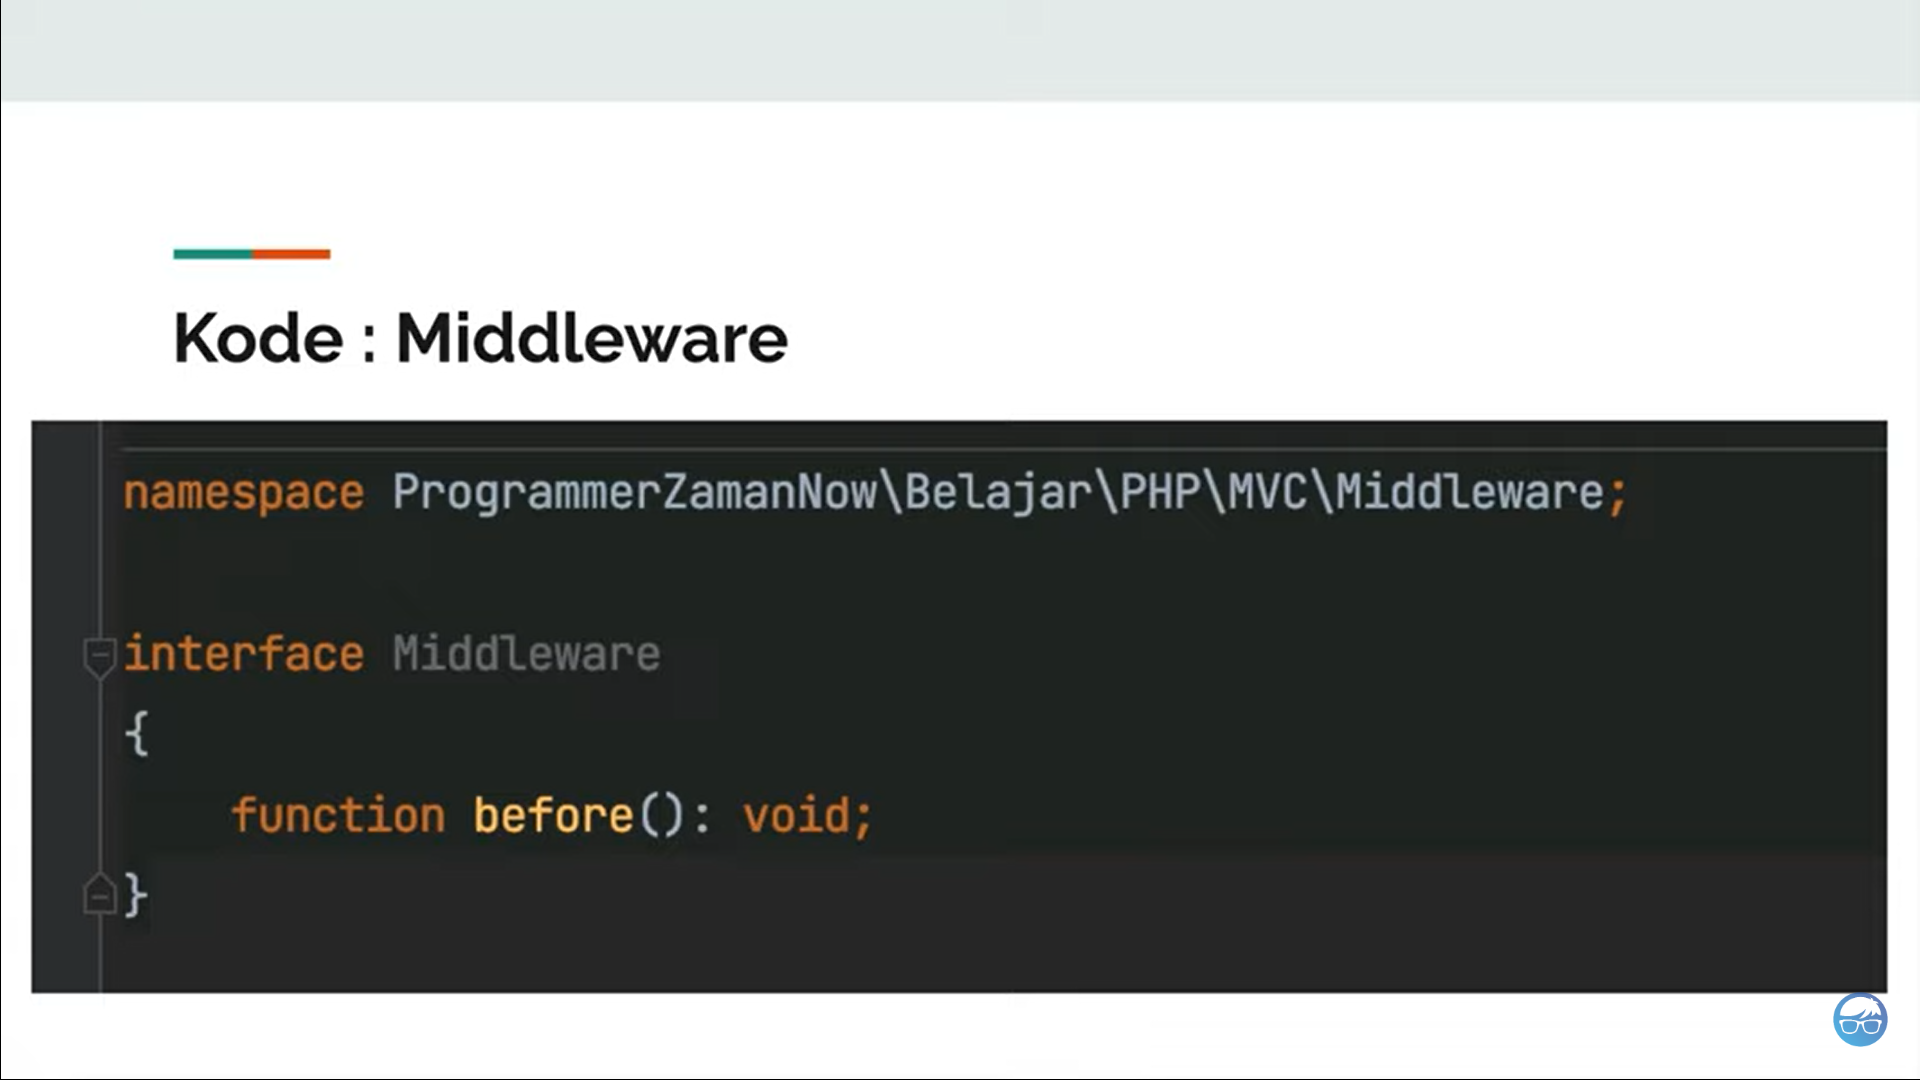 Kode : Middleware
namespace ProgrammerZamanNow\Belajar\PHP\MVC\Middleware;
interface Middleware
{
function before(): void;
}